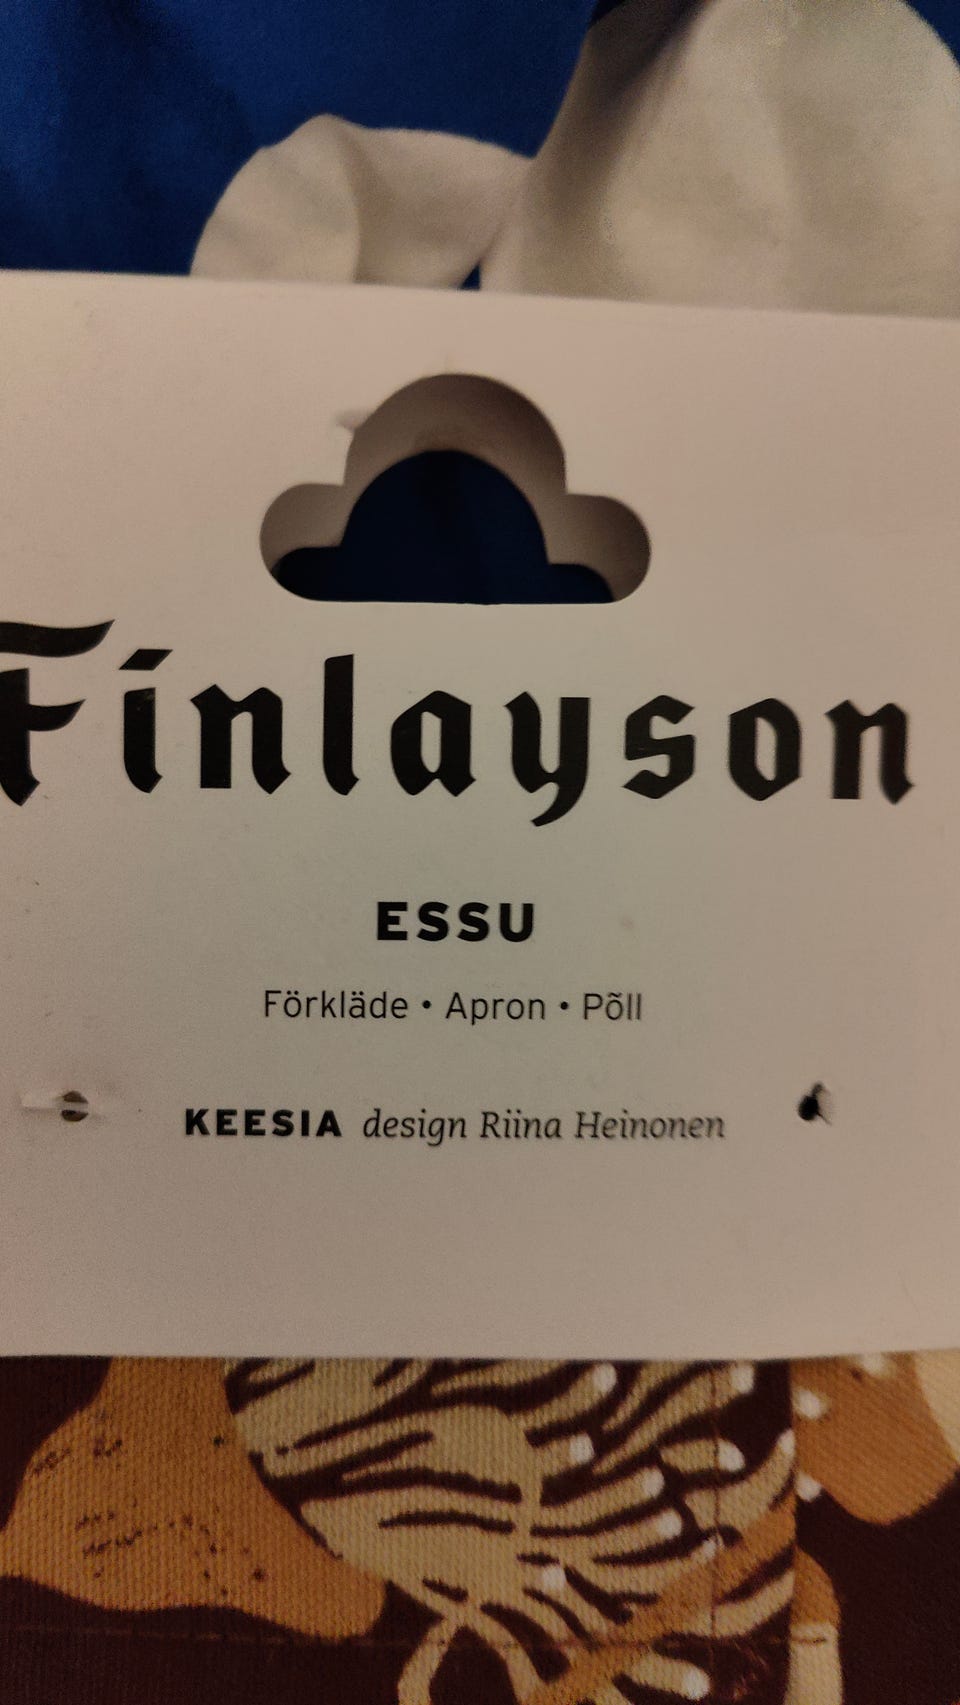 Finlayson
ESSU
Förkläde • Apron • Põll
KEESIA design Riina Heinonen